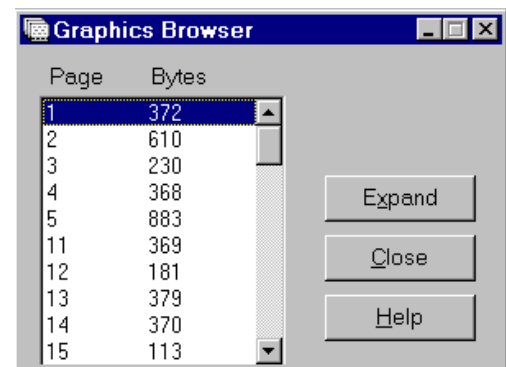 Graphics Browser
Page Bytes
1 372
2 610
3 230
4 368
5 883
11 369
12 181
13 379
14 370
15 113
Expand
Close
Help